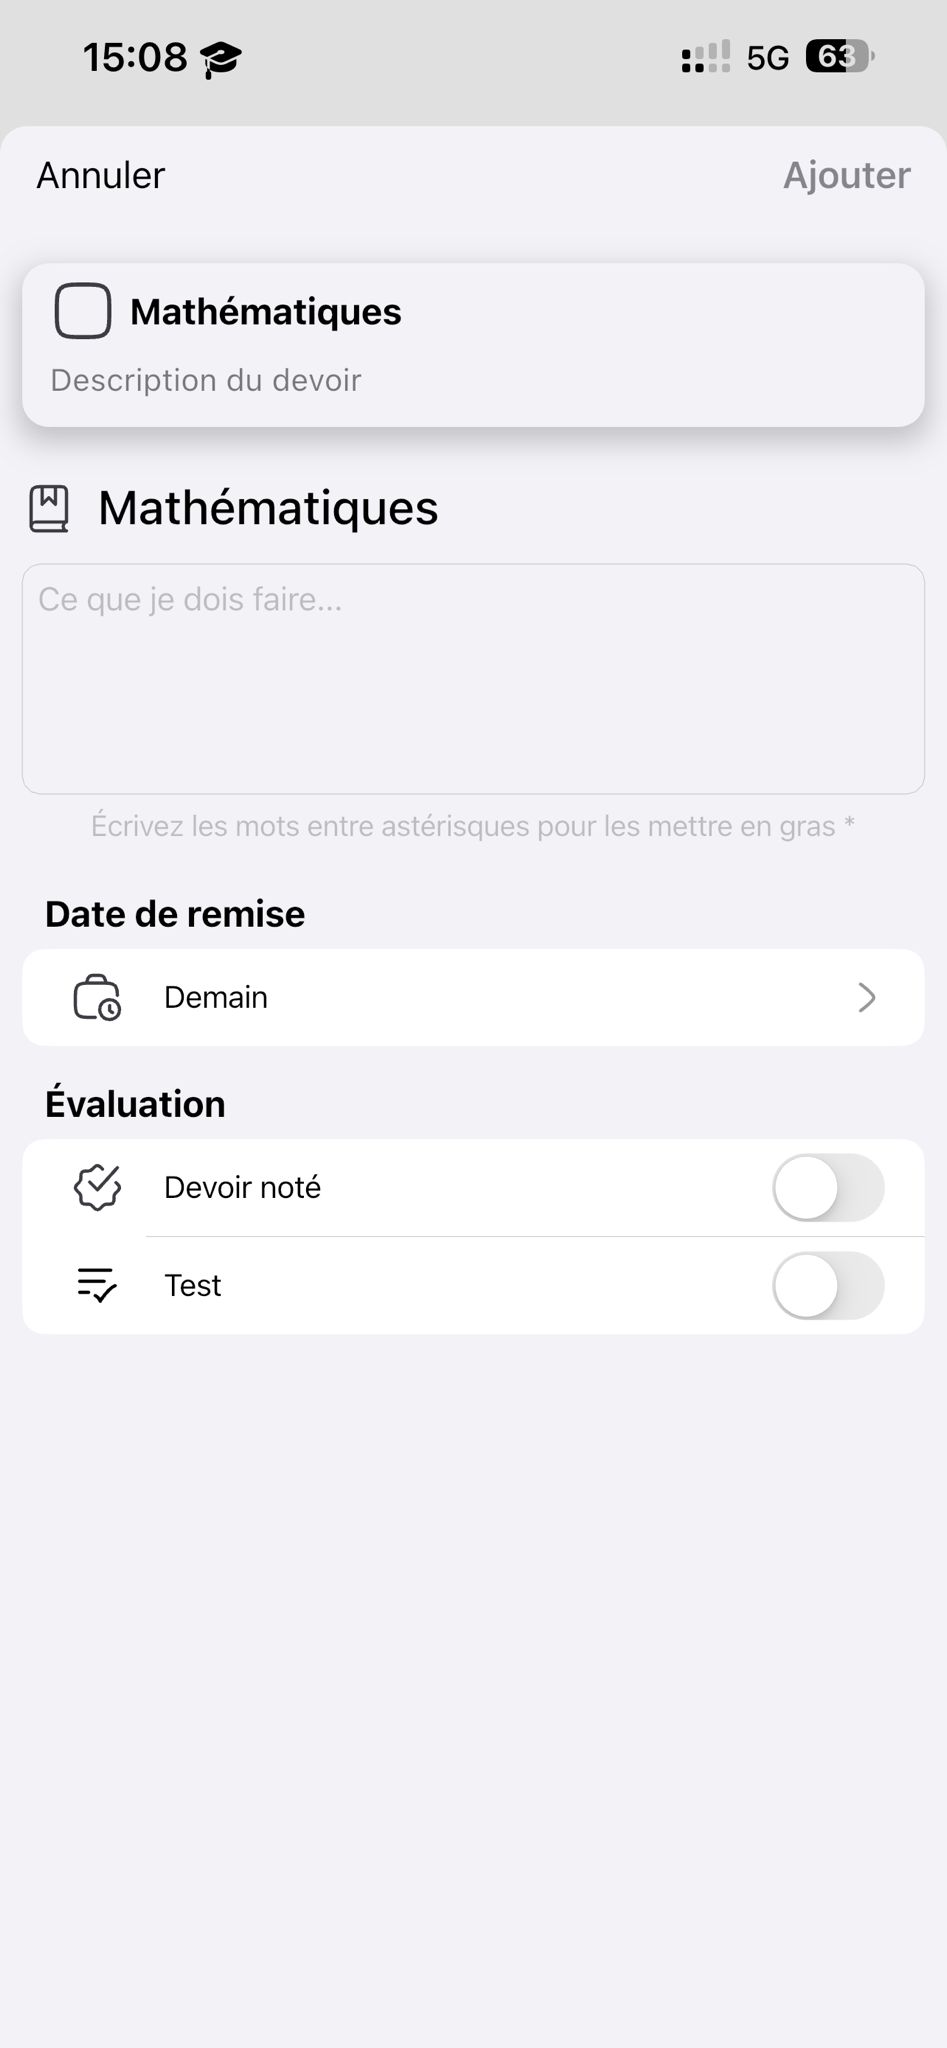 15:08
5G
63
Annuler
Ajouter
Mathématiques
Description du devoir
Mathématiques
Ce que je dois faire...
Écrivez les mots entre astérisques pour les mettre en gras *
Date de remise
Demain
Évaluation
Devoir noté
Test